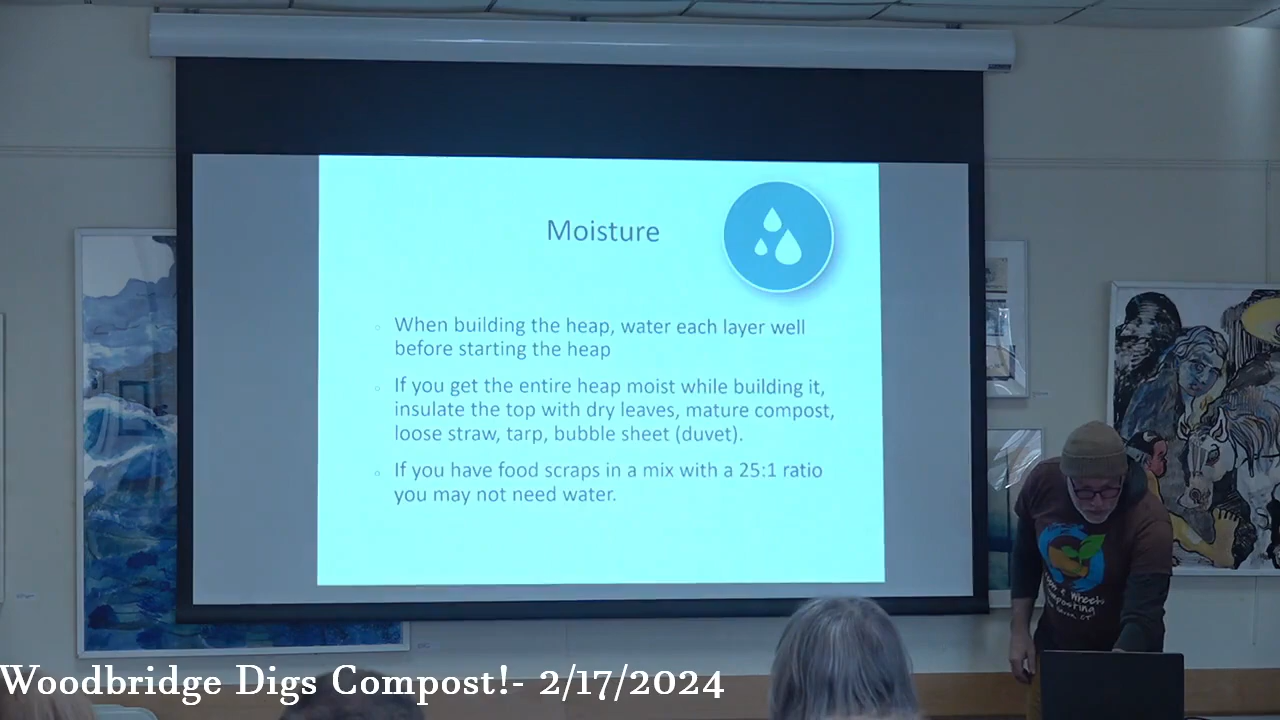 Moisture
When building the heap, water each layer well
before starting the heap
If you get the entire heap moist while building it,
insulate the top with dry leaves, mature compost,
loose straw, tarp, bubble sheet (duvet).
If you have food scraps in a mix with a 25:1 ratio
you may not need water.
Woodbridge Digs Compost!- 2/17/2024